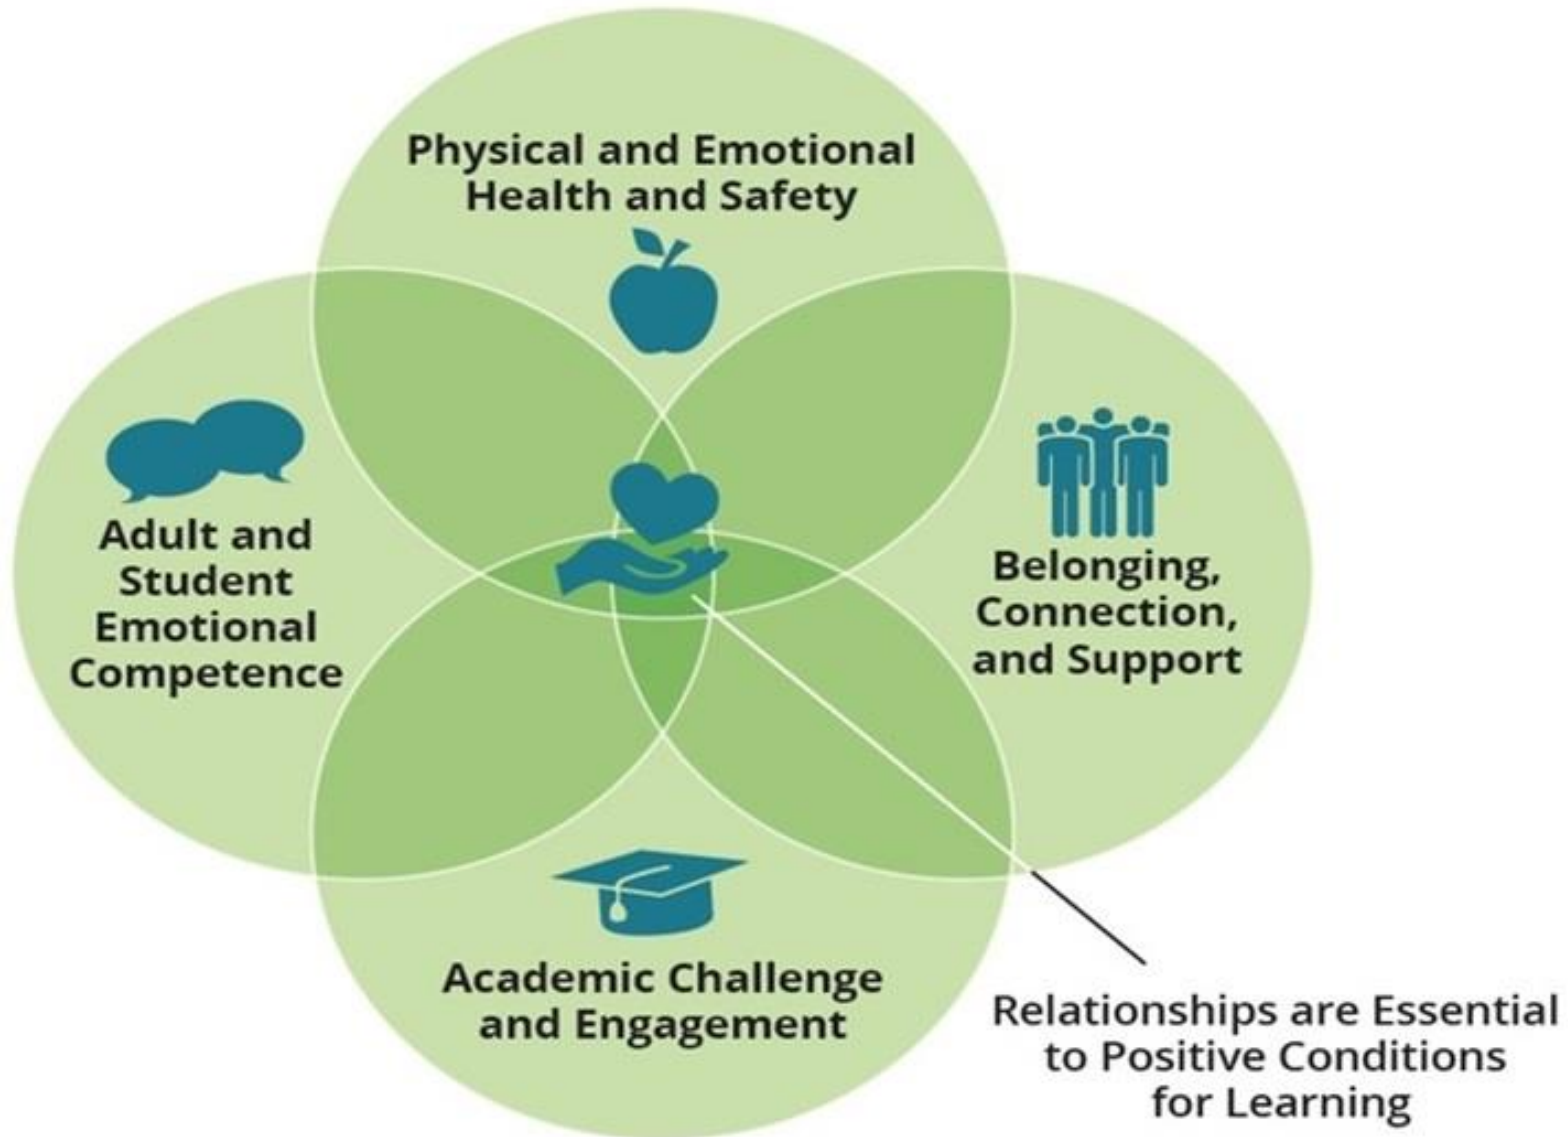 Physical and Emotional
Health and Safety
Adult and
Student
Emotional
Competence
Belonging,
Connection,
and Support
Academic Challenge
and Engagement
Relationships are Essential
to Positive Conditions
for Learning